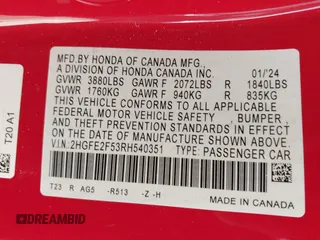 MFD.BY HONDA OF CANADA MFG.,
A DIVISION OF HONDA CANADA INC. 01/'24
GVWR 3880LBS GAWR F 2072LBS R 1840LBS
GVWR 1760KG GAWR F 940KG R 835KG
THIS VEHICLE CONFORMS TO ALL APPLICABLE
FEDERAL MOTOR VEHICLE SAFETY , BUMPER ,
AND THEFT PREVENTION STANDARDS IN EFFECT
ON THE DATE OF MANUFACTURE SHOWN ABOVE.
V.I.N:2HGFE2F53RH540351 TYPE: PASSENGER CAR
T23 R AG5 -R513 -Z -H
MADE IN CANADA
T20 A1
DREAMBID